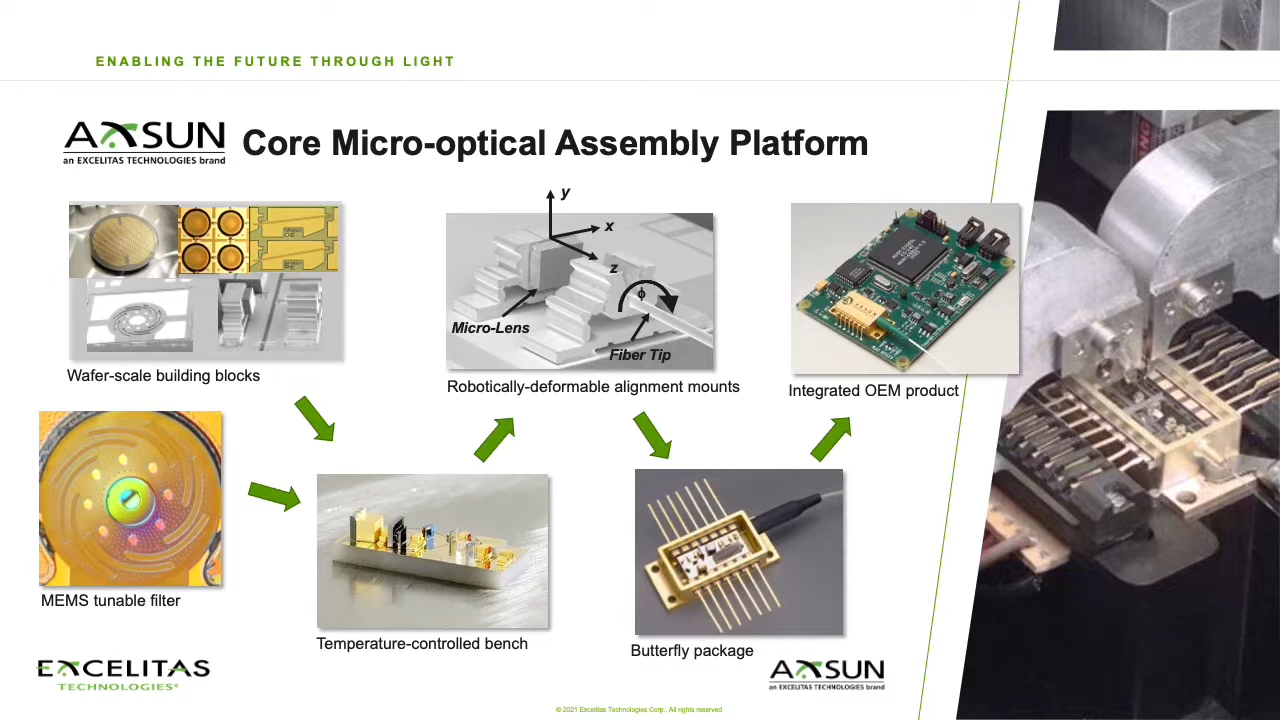 ENABLING THE FUTURE THROUGH LIGHT
AXSUN
an EXCELITAS TECHNOLOGIES brand
Core Micro-optical Assembly Platform
y
x
z
ϕ
Micro-Lens
Fiber Tip
Wafer-scale building blocks
Robotically-deformable alignment mounts
Integrated OEM product
MEMS tunable filter
Temperature-controlled bench
Butterfly package
EXCELITAS
TECHNOLOGIES®
AXSUN
an EXCELITAS TECHNOLOGIES brand
© 2021 Excelitas Technologies Corp., All rights reserved